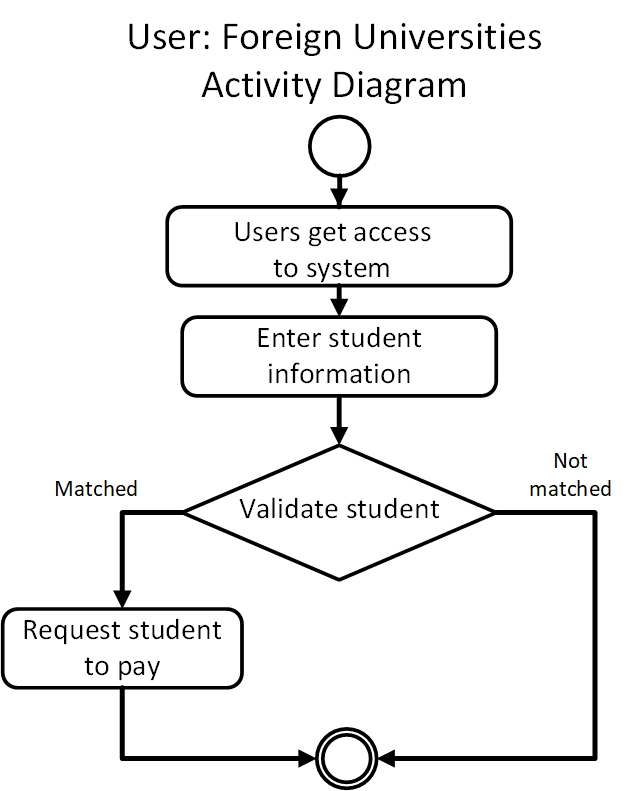 User: Foreign Universities
Activity Diagram
Users get access
to system
Enter student
information
Matched
Not
matched
Validate student
Request student
to pay